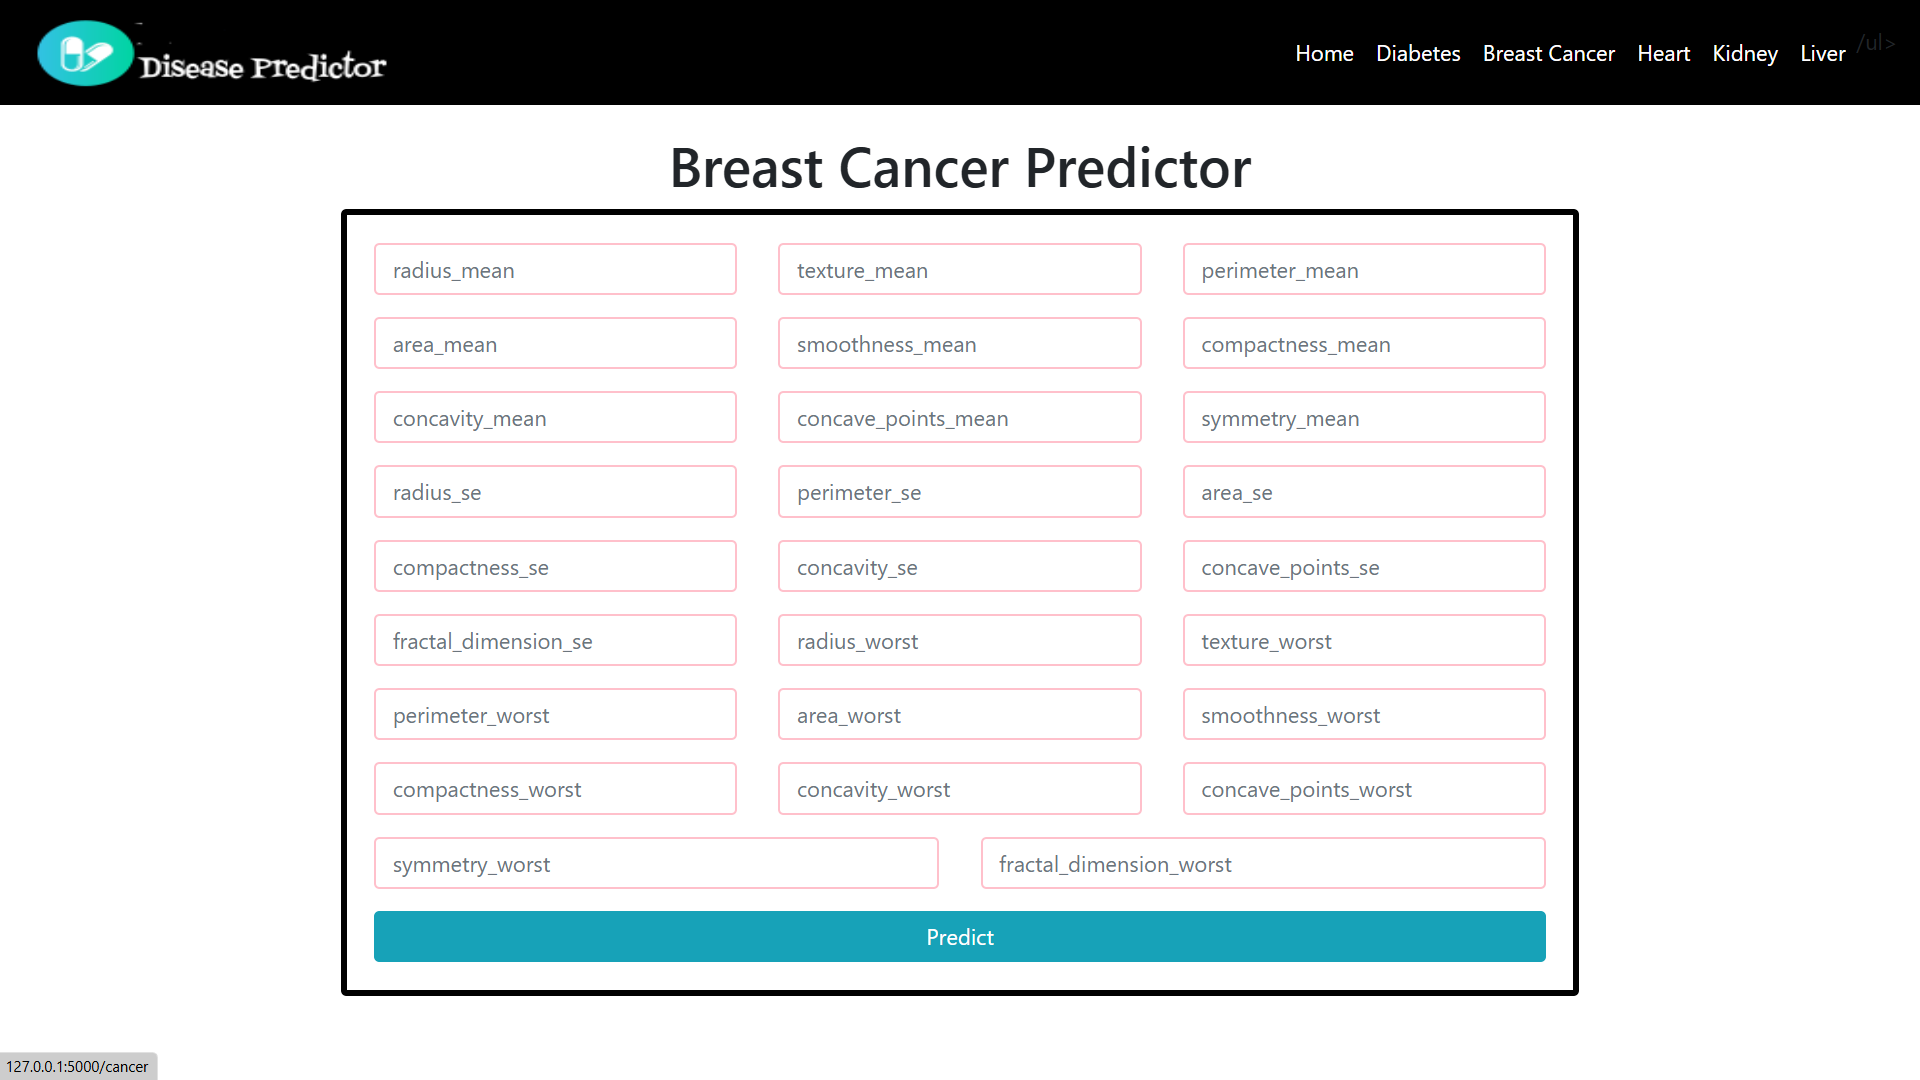 Disease Predictor
Home Diabetes Breast Cancer Heart Kidney Liver /ul>
Breast Cancer Predictor
radius_mean texture_mean perimeter_mean
area_mean smoothness_mean compactness_mean
concavity_mean concave_points_mean symmetry_mean
radius_se perimeter_se area_se
compactness_se concavity_se concave_points_se
fractal_dimension_se radius_worst texture_worst
perimeter_worst area_worst smoothness_worst
compactness_worst concavity_worst concave_points_worst
symmetry_worst fractal_dimension_worst
Predict
127.0.0.1:5000/cancer